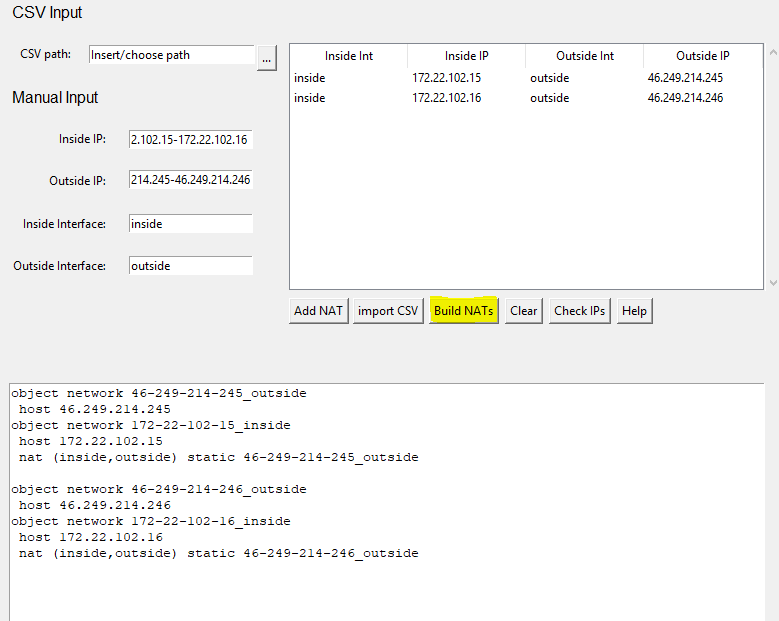 CSV Input
CSV path: Insert/choose path ...
Manual Input
Inside IP: 2.102.15-172.22.102.16
Outside IP: 214.245-46.249.214.246
Inside Interface: inside
Outside Interface: outside
Inside Int Inside IP Outside Int Outside IP
inside 172.22.102.15 outside 46.249.214.245
inside 172.22.102.16 outside 46.249.214.246
Add NAT import CSV Build NATs Clear Check IPs Help
object network 46-249-214-245_outside
host 46.249.214.245
object network 172-22-102-15_inside
host 172.22.102.15
nat (inside,outside) static 46-249-214-245_outside
object network 46-249-214-246_outside
host 46.249.214.246
object network 172-22-102-16_inside
host 172.22.102.16
nat (inside,outside) static 46-249-214-246_outside